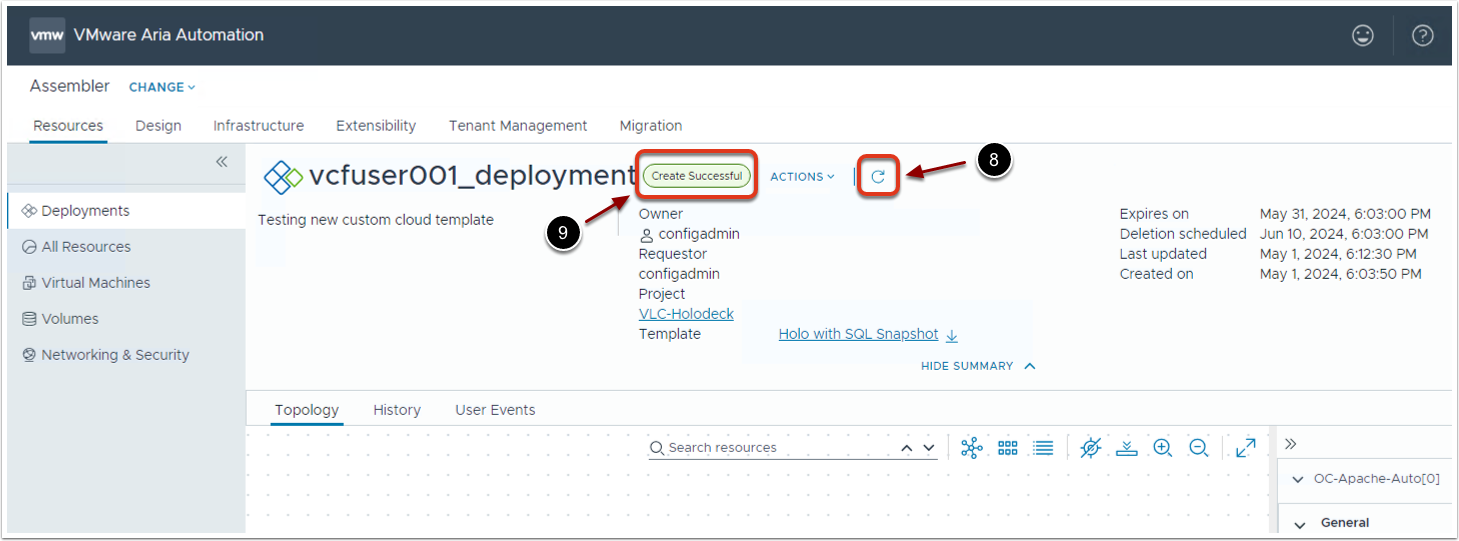 vmw VMware Aria Automation
Assembler CHANGE
Resources Design Infrastructure Extensibility Tenant Management Migration
vcfuser001_deployment Create Successful ACTIONS 8
Testing new custom cloud template
9
Deployments
All Resources
Virtual Machines
Volumes
Networking & Security
Owner
configadmin
Requestor
configadmin
Project
VLC-Holodeck
Template Holo with SQL Snapshot
Expires on May 31, 2024, 6:03:00 PM
Deletion scheduled Jun 10, 2024, 6:03:00 PM
Last updated May 1, 2024, 6:12:30 PM
Created on May 1, 2024, 6:03:50 PM
HIDE SUMMARY
Topology History User Events
Search resources
OC-Apache-Auto[0]
General